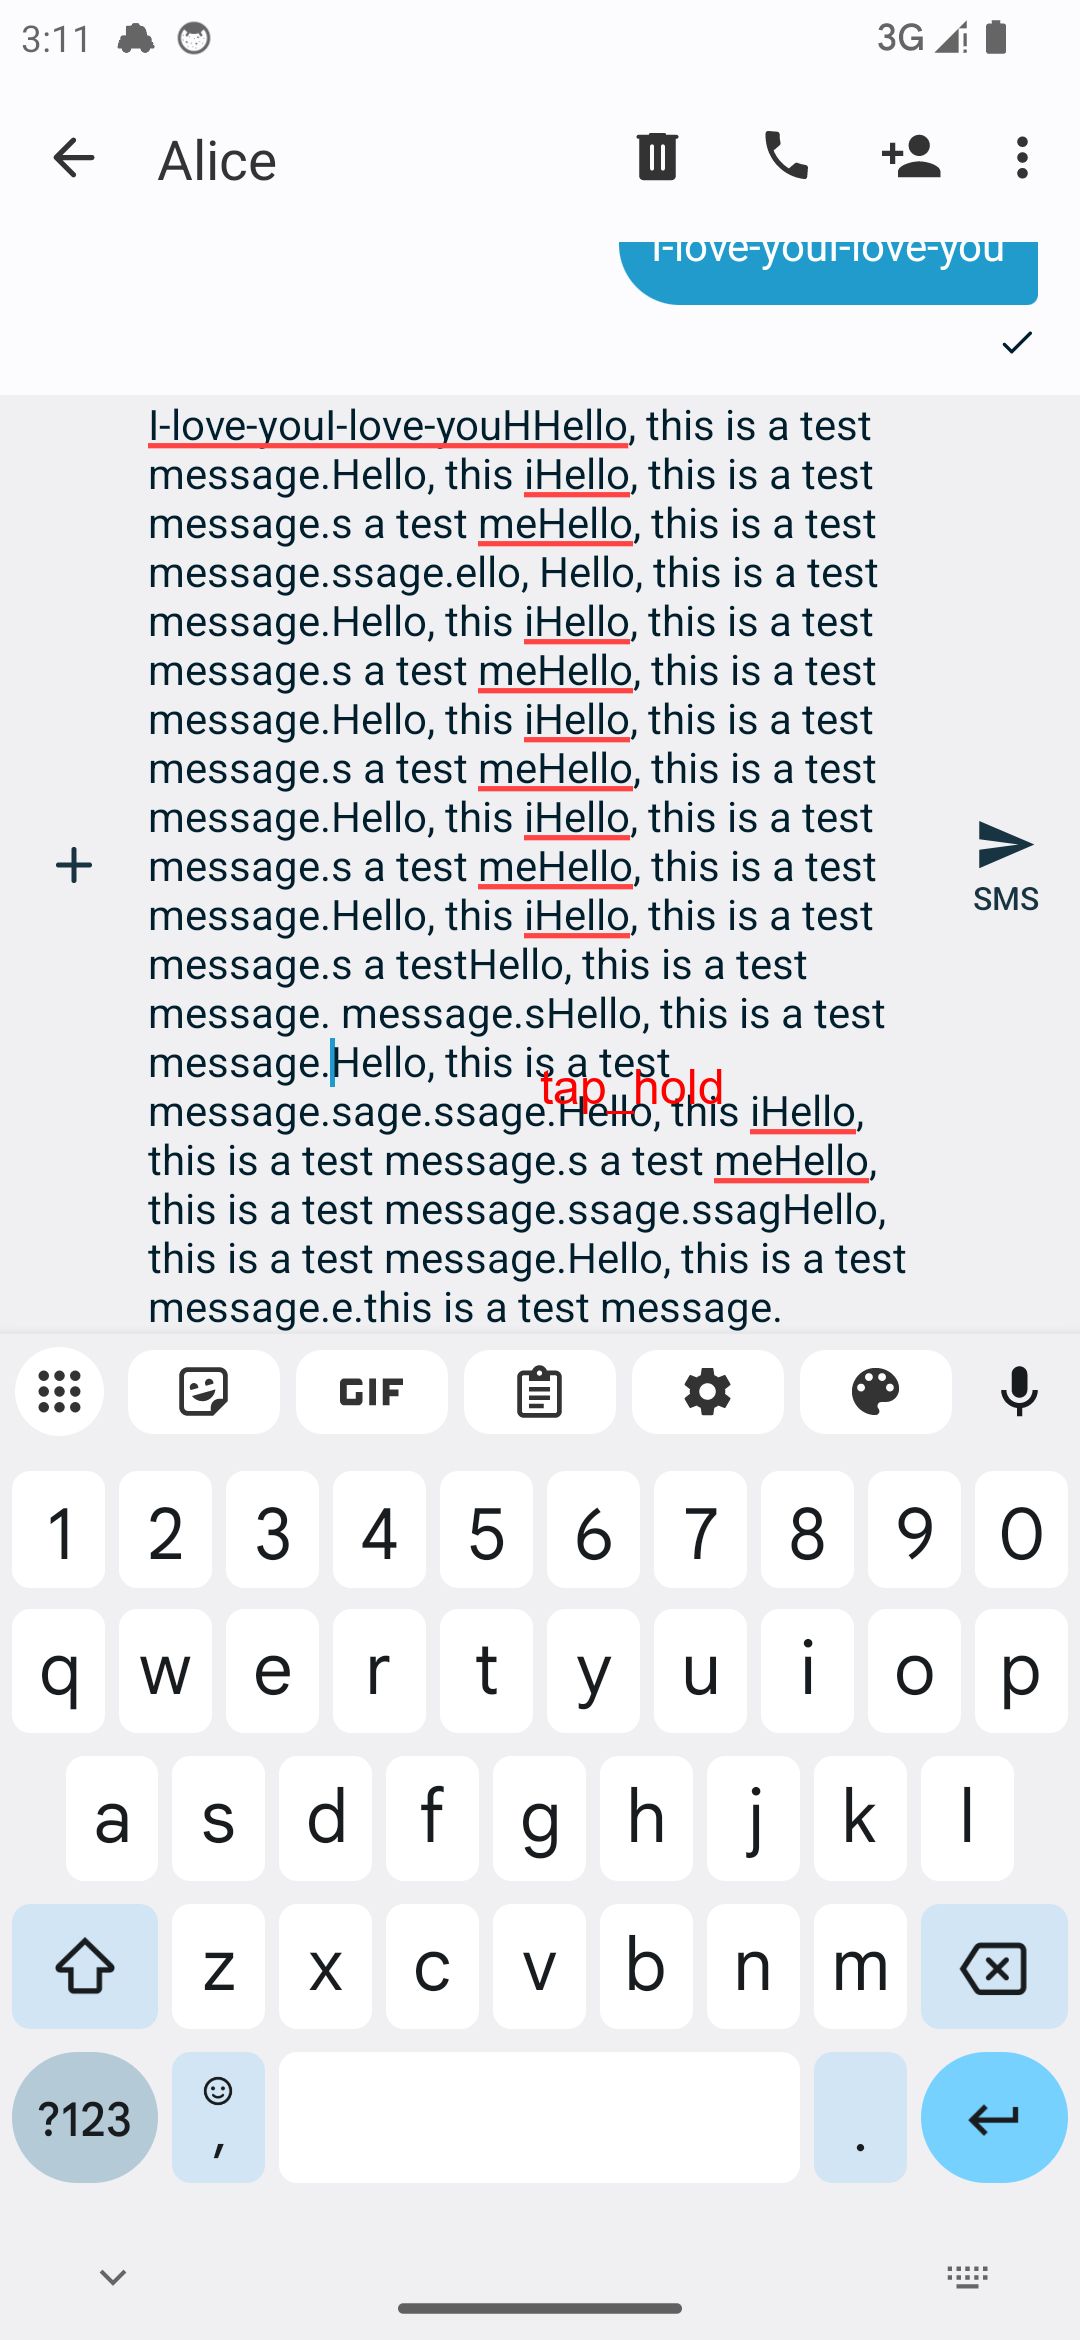 3:11
3G
Alice
I-love-youI-love-you
I-love-youI-love-youHHello, this is a test
message.Hello, this iHello, this is a test
message.s a test meHello, this is a test
message.ssage.ello, Hello, this is a test
message.Hello, this iHello, this is a test
message.s a test meHello, this is a test
message.Hello, this iHello, this is a test
message.s a test meHello, this is a test
message.Hello, this iHello, this is a test
message.s a test meHello, this is a test
message.Hello, this iHello, this is a test
message.s a testHello, this is a test
message. message.sHello, this is a test
message.Hello, this is a test
tap_hold
message.sage.ssage.Hello, this iHello,
this is a test message.s a test meHello,
this is a test message.ssage.ssagHello,
this is a test message.Hello, this is a test
message.e.this is a test message.
SMS
GIF
1 2 3 4 5 6 7 8 9 0
q w e r t y u i o p
a s d f g h j k l
z x c v b n m
?123 , .